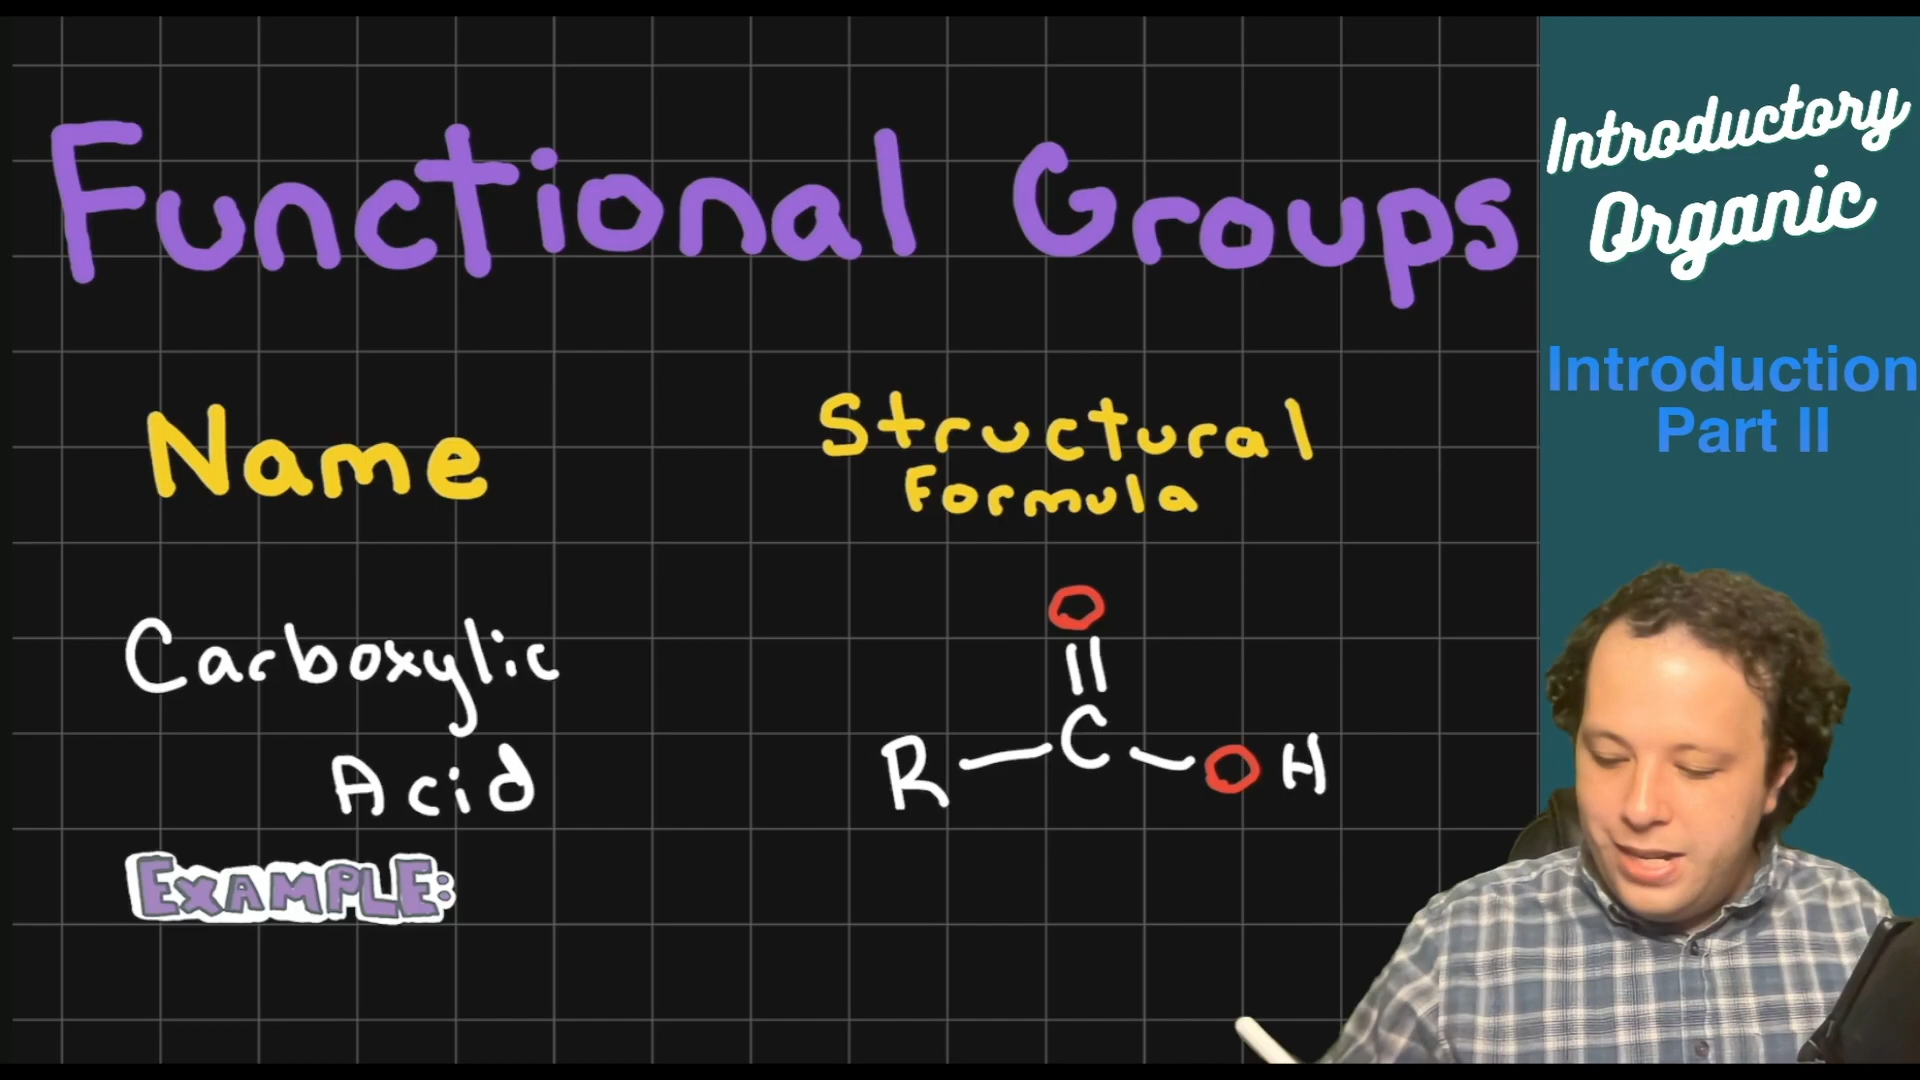 Functional Groups
Introductory
Organic
Introduction
Part II
Name
Structural
Formula
Carboxylic
Acid
O
||
R — C — OH
EXAMPLE: